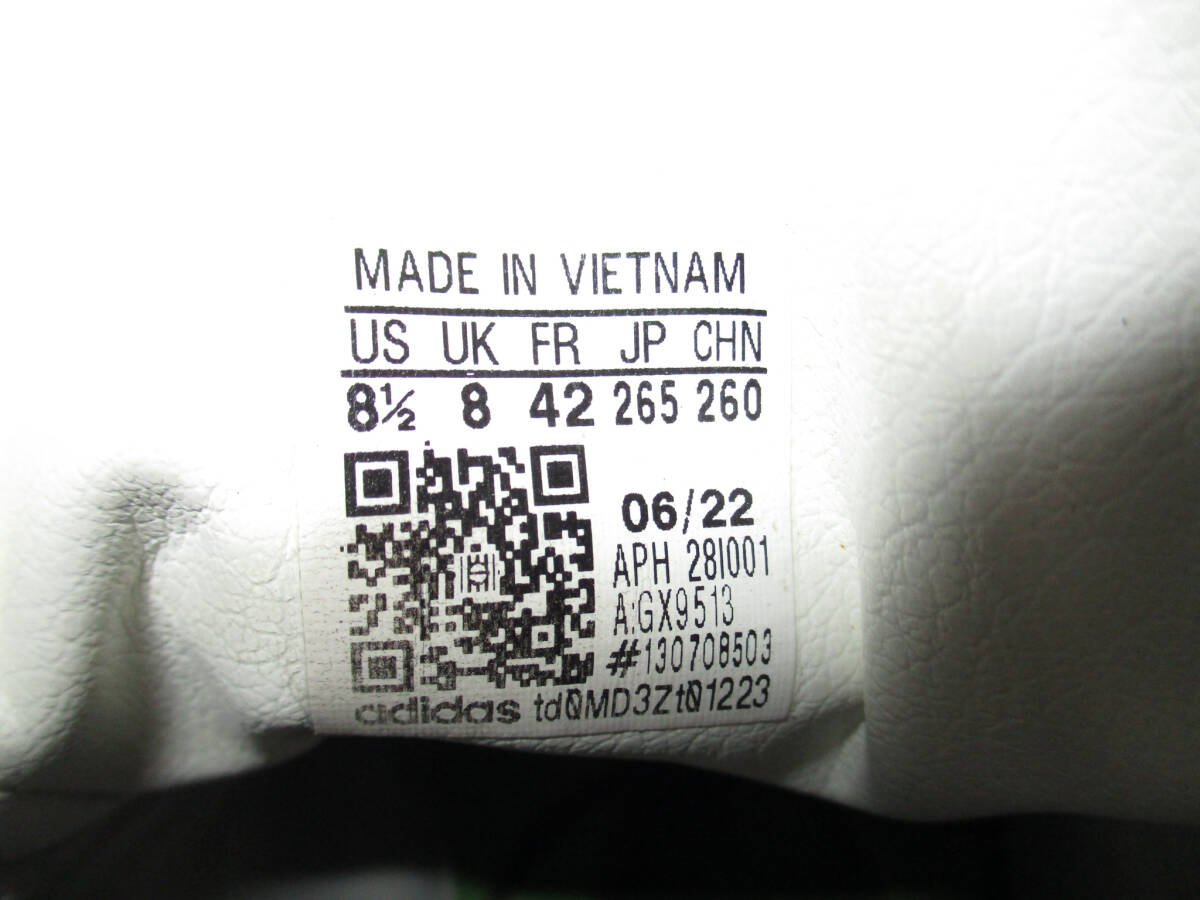 MADE IN VIETNAM
US UK FR JP CHN
8½ 8 42 265 260
06/22
APH 28I001
A:GX9513
#130708503
adidas td0MD3Zt01223